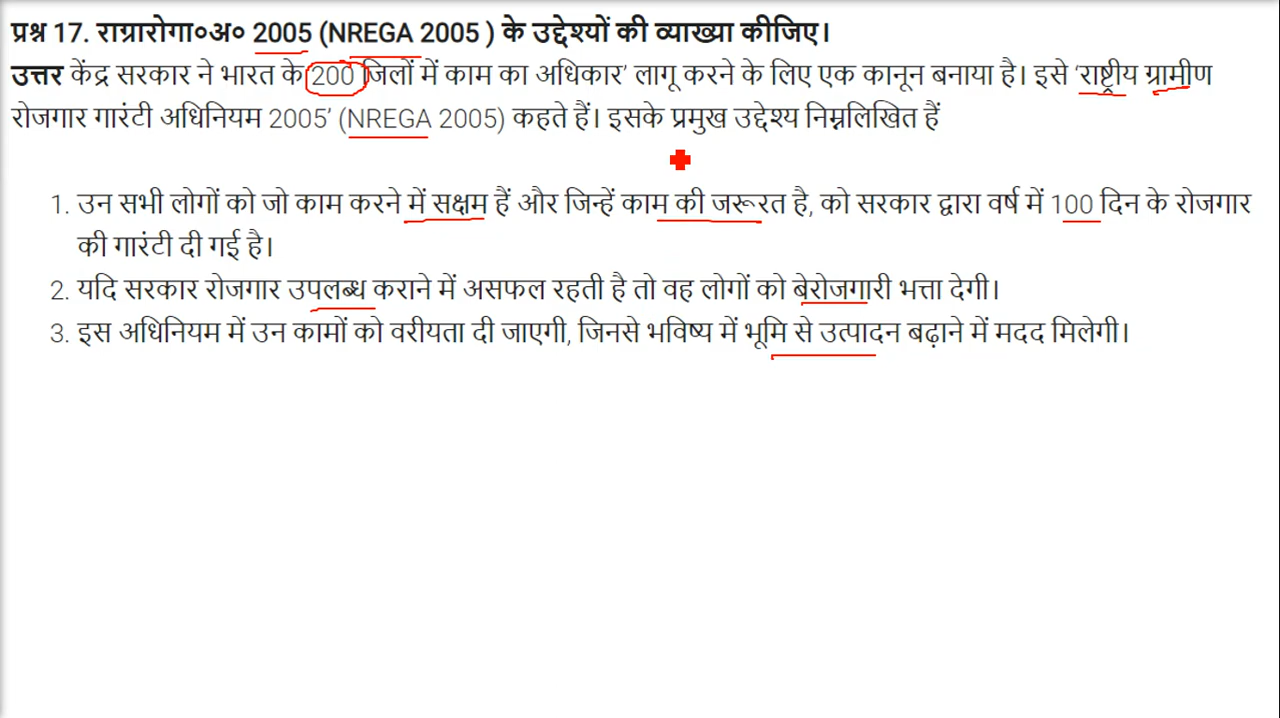 प्रश्न 17. राग्रारोगा०अ० 2005 (NREGA 2005 ) के उद्देश्यों की व्याख्या कीजिए।
उत्तर केंद्र सरकार ने भारत के 200 जिलों में काम का अधिकार’ लागू करने के लिए एक कानून बनाया है। इसे ‘राष्ट्रीय ग्रामीण
रोजगार गारंटी अधिनियम 2005’ (NREGA 2005) कहते हैं। इसके प्रमुख उद्देश्य निम्नलिखित हैं
1. उन सभी लोगों को जो काम करने में सक्षम हैं और जिन्हें काम की जरूरत है, को सरकार द्वारा वर्ष में 100 दिन के रोजगार
की गारंटी दी गई है।
2. यदि सरकार रोजगार उपलब्ध कराने में असफल रहती है तो वह लोगों को बेरोजगारी भत्ता देगी।
3. इस अधिनियम में उन कामों को वरीयता दी जाएगी, जिनसे भविष्य में भूमि से उत्पादन बढ़ाने में मदद मिलेगी।